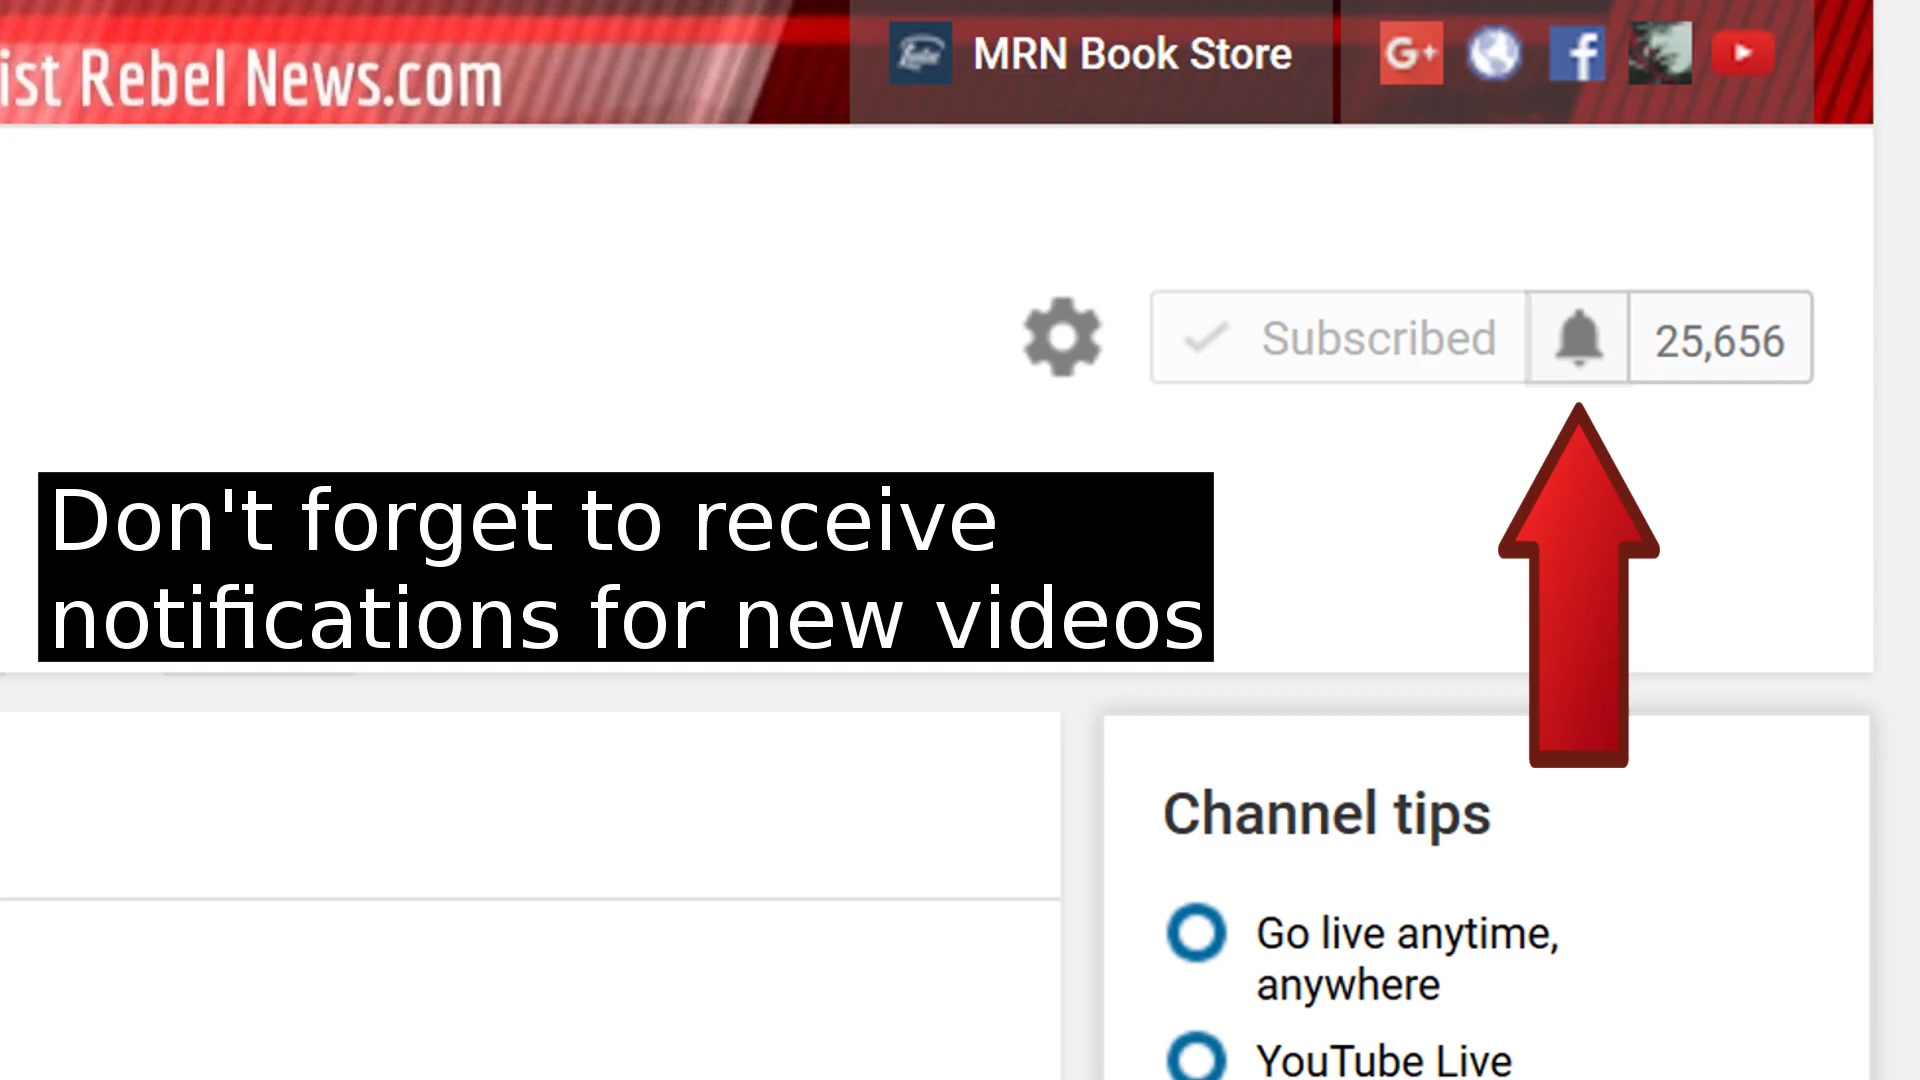 ist Rebel News.com
MRN Book Store
G+
f
Subscribed
25,656
Don't forget to receive
notifications for new videos
Channel tips
Go live anytime,
anywhere
YouTube Live